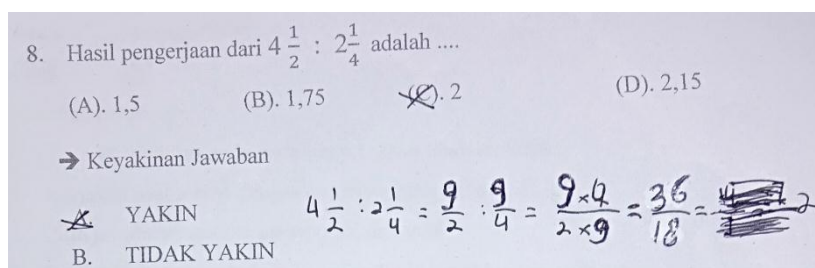 8. Hasil pengerjaan dari 4 1/2 : 2 1/4 adalah ....
(A). 1,5 (B). 1,75 (C). 2 (D). 2,15
→ Keyakinan Jawaban
A. YAKIN
4 1/2 : 2 1/4 = 9/2 : 9/4 = 9×4/2×9 = 36/18 = 2
B. TIDAK YAKIN